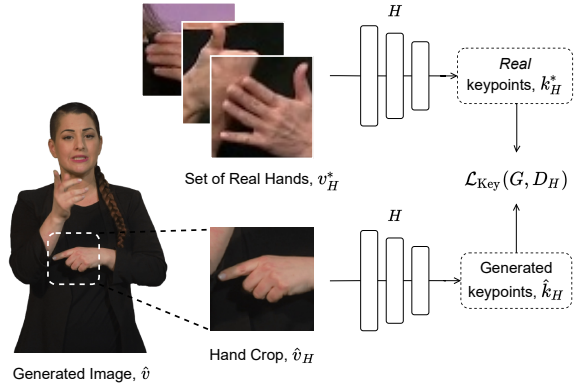 H
Real
keypoints, k*_H
Set of Real Hands, v*_H
ℒ_Key(G, D_H)
H
Generated
keypoints, k̂_H
Hand Crop, v̂_H
Generated Image, v̂